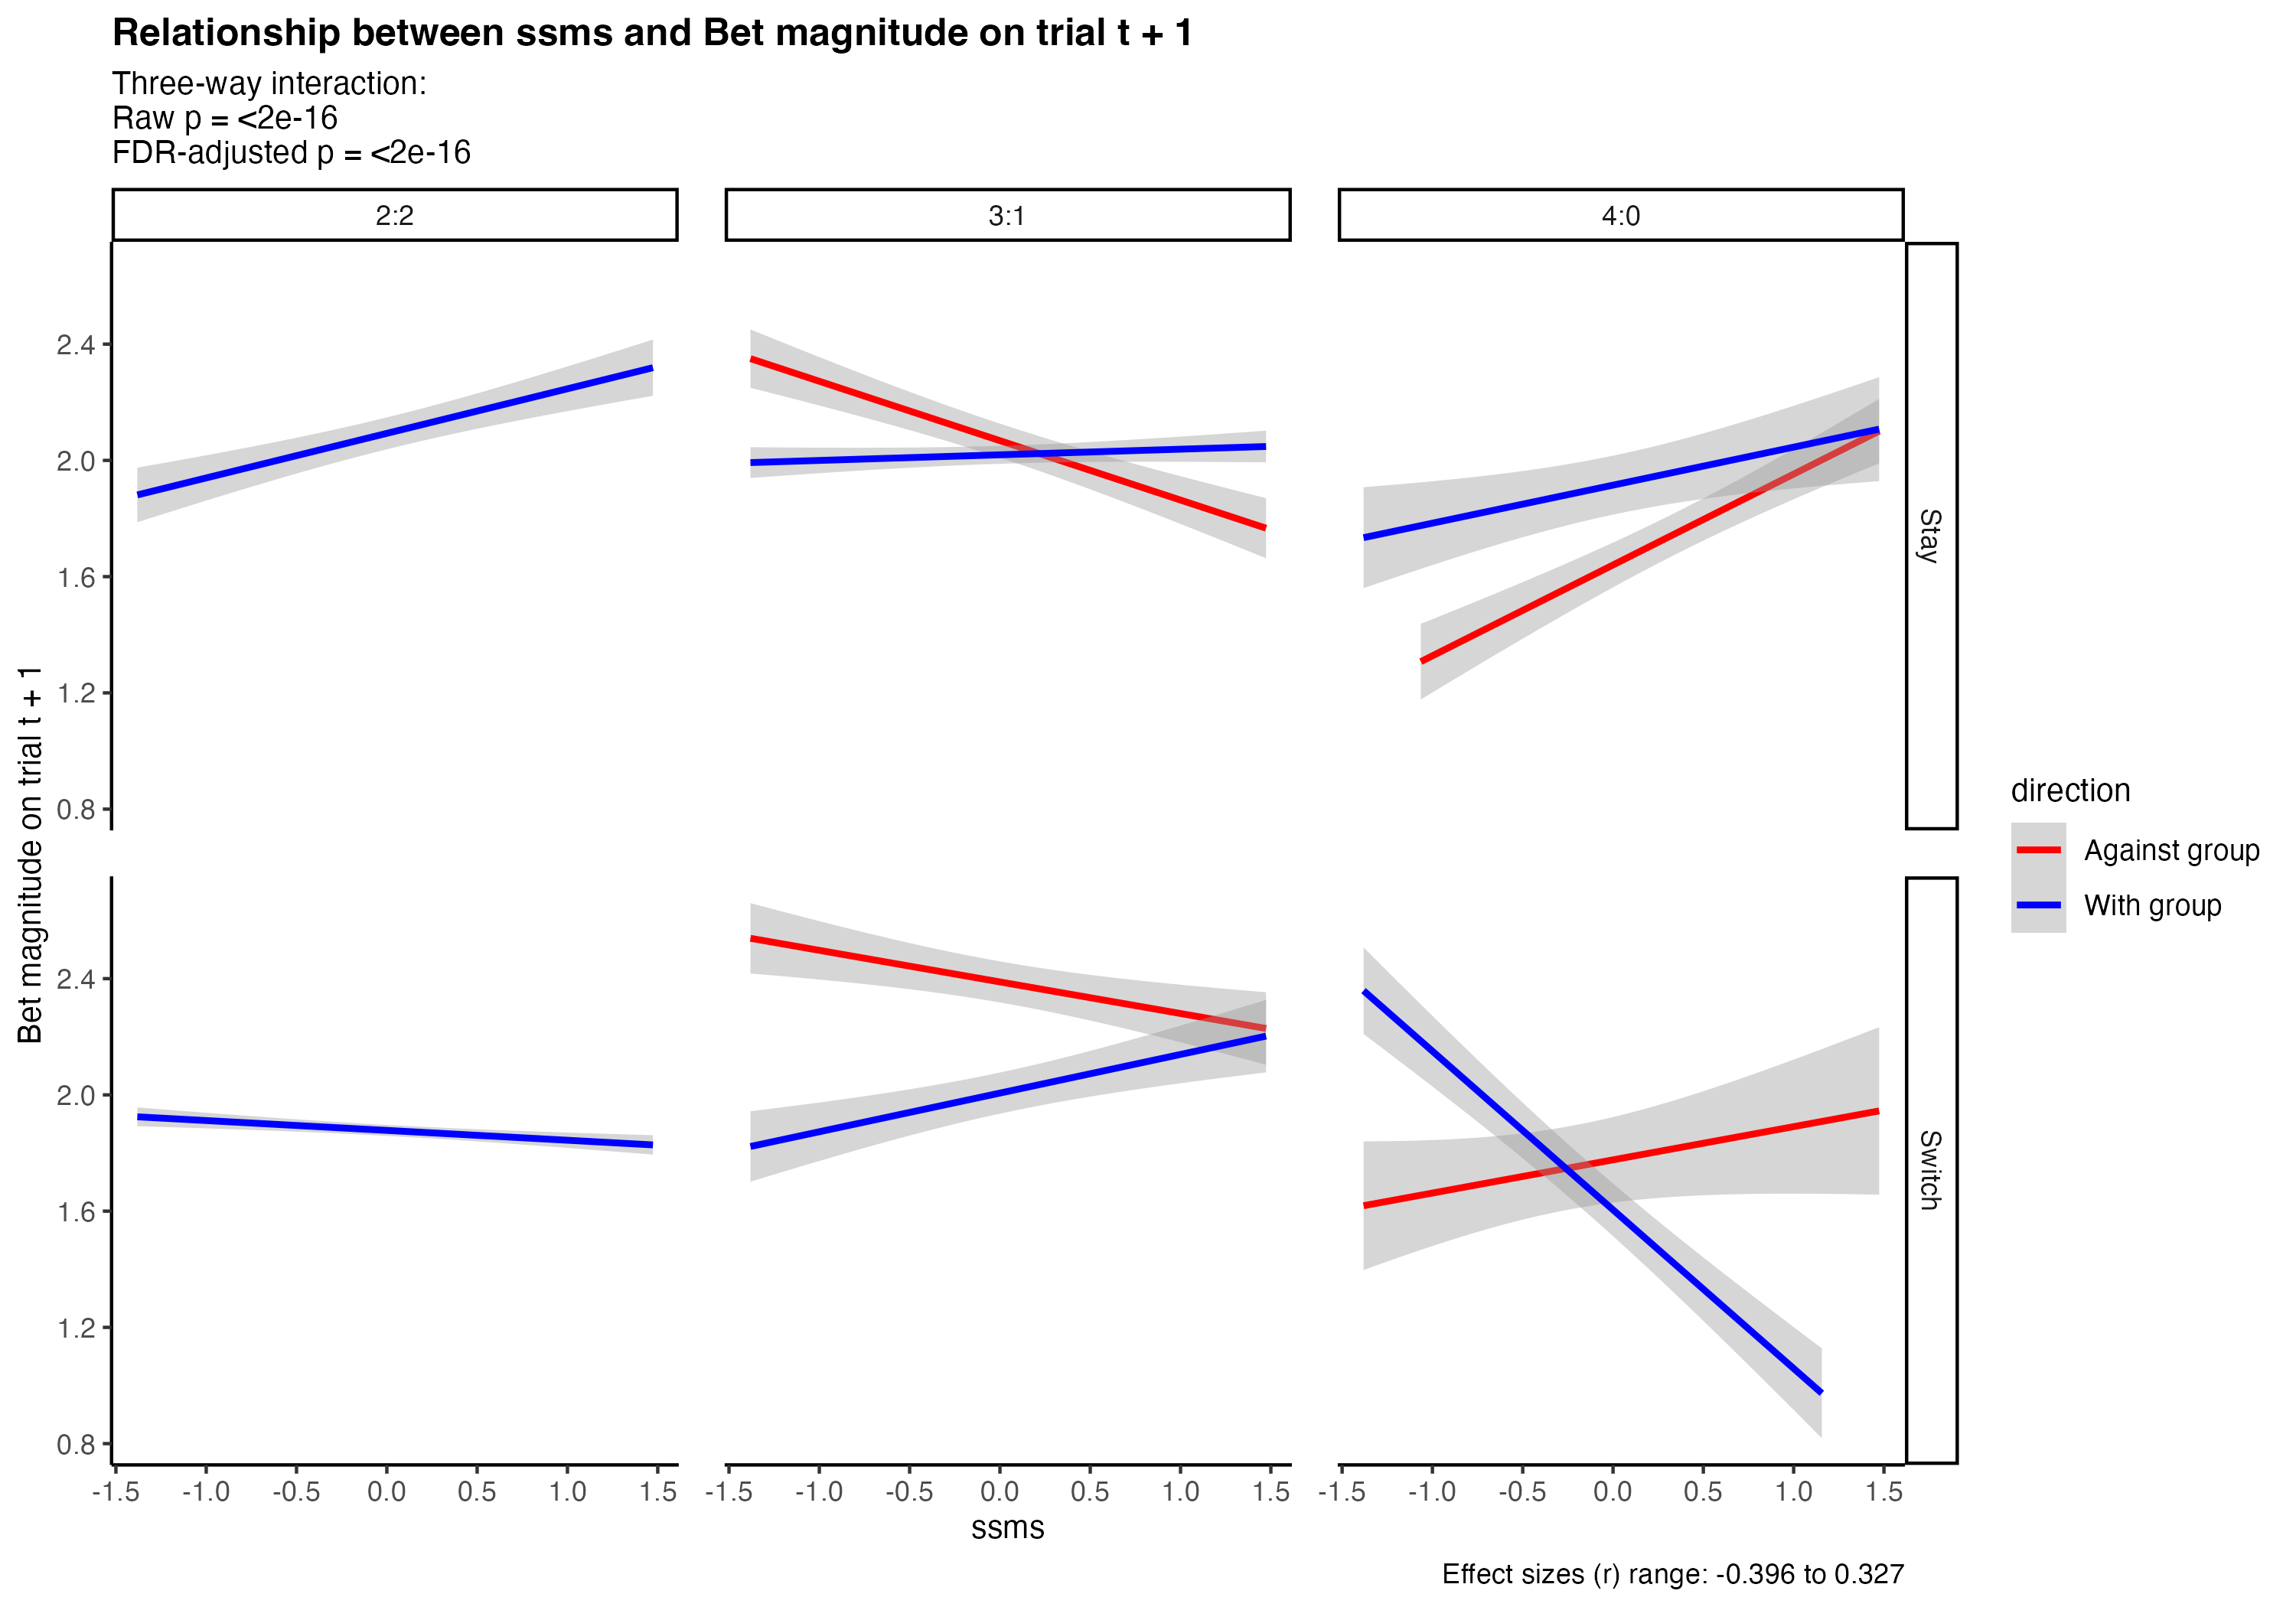 Relationship between ssms and Bet magnitude on trial t + 1
Three-way interaction:
Raw p = <2e-16
FDR-adjusted p = <2e-16
2:2
3:1
4:0
Bet magnitude on trial t + 1
2.4
2.0
1.6
1.2
0.8
Stay
2.4
2.0
1.6
1.2
0.8
Switch
-1.5 -1.0 -0.5 0.0 0.5 1.0 1.5
-1.5 -1.0 -0.5 0.0 0.5 1.0 1.5
-1.5 -1.0 -0.5 0.0 0.5 1.0 1.5
ssms
direction
Against group
With group
Effect sizes (r) range: -0.396 to 0.327